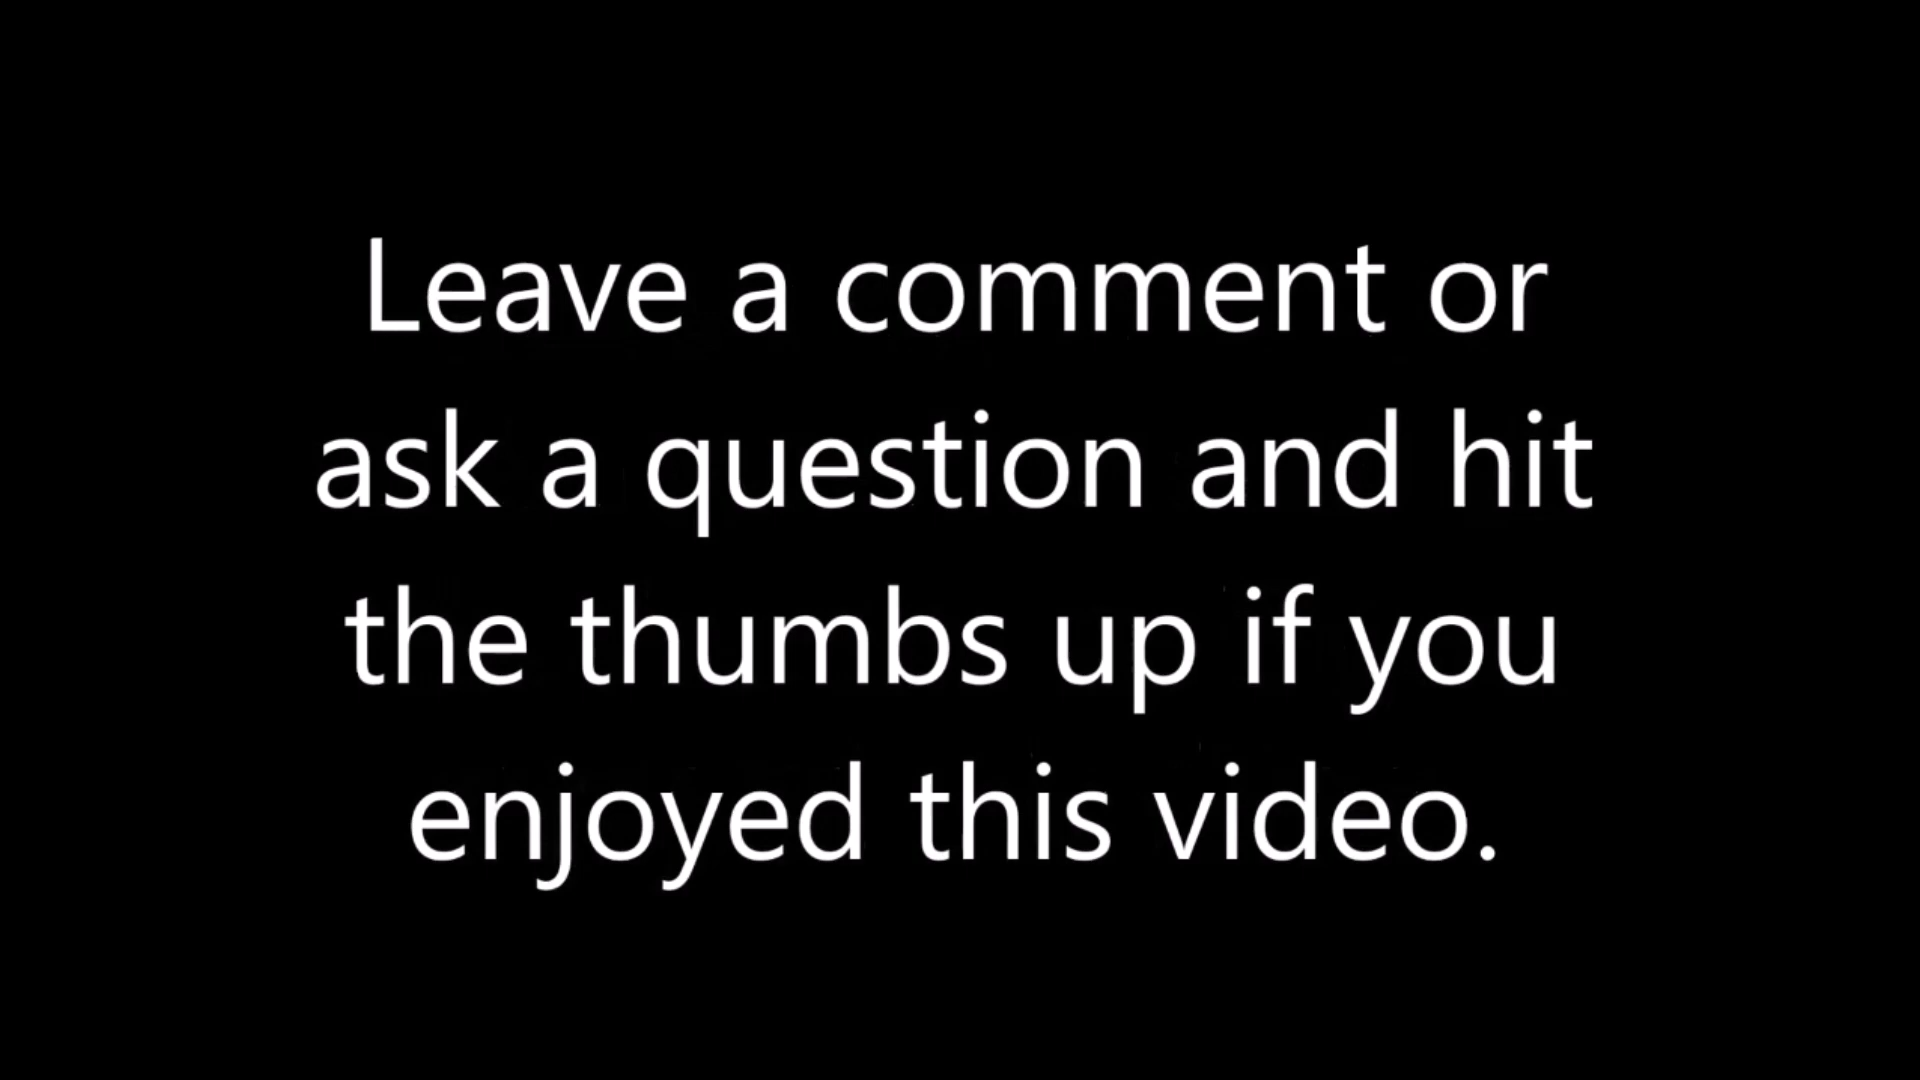 Leave a comment or
ask a question and hit
the thumbs up if you
enjoyed this video.